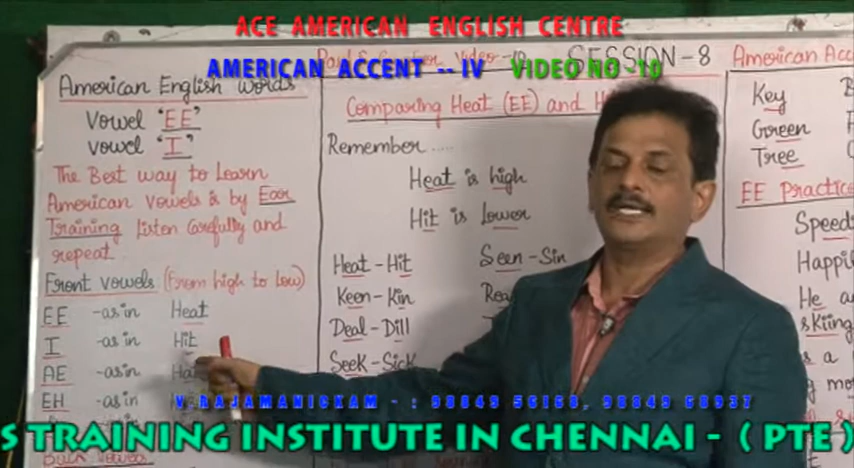 ACE AMERICAN ENGLISH CENTRE
AMERICAN ACCENT -- IV VIDEO NO -10
SESSION - 8
American English words
Vowel 'EE'
vowel 'I'
The Best way to Learn
American vowels is by Ear
Training Listen carefully and
repeat
Front vowels (From high to low)
EE -as in Heat
I -as in Hit
AE -as in
EH -as in
Comparing Heat (EE) and
Remember .....
Heat is high
Hit is Lower
Heat - Hit Seen - Sin
Keen - Kin
Deal - Dill
Seek - Sick
American
Key
Green
Tree
EE Practice
Speed
Happi
He a
skiing
s a
V.RAJAMANICKAM - : 98849 56158, 98849 58937
S TRAINING INSTITUTE IN CHENNAI - ( PTE )